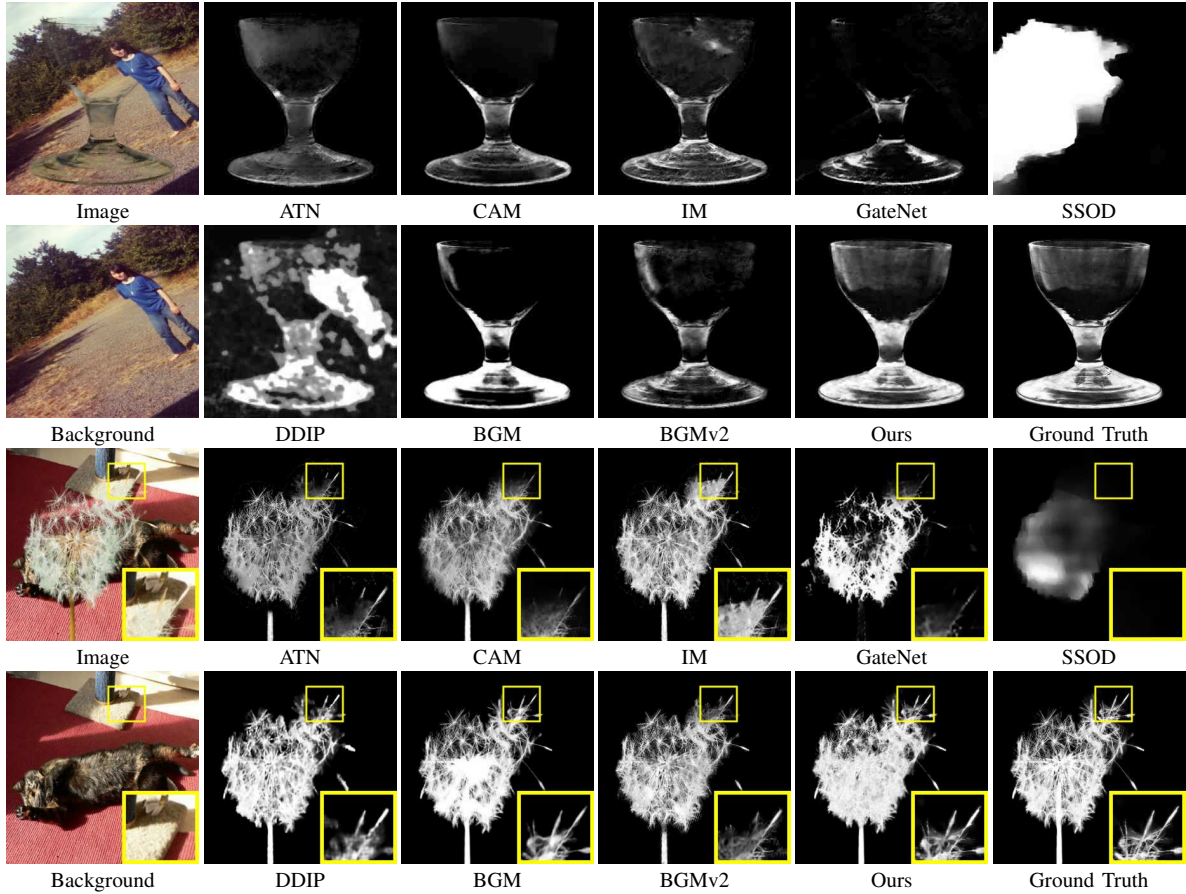 Image ATN CAM IM GateNet SSOD
Background DDIP BGM BGMv2 Ours Ground Truth
Image ATN CAM IM GateNet SSOD
Background DDIP BGM BGMv2 Ours Ground Truth